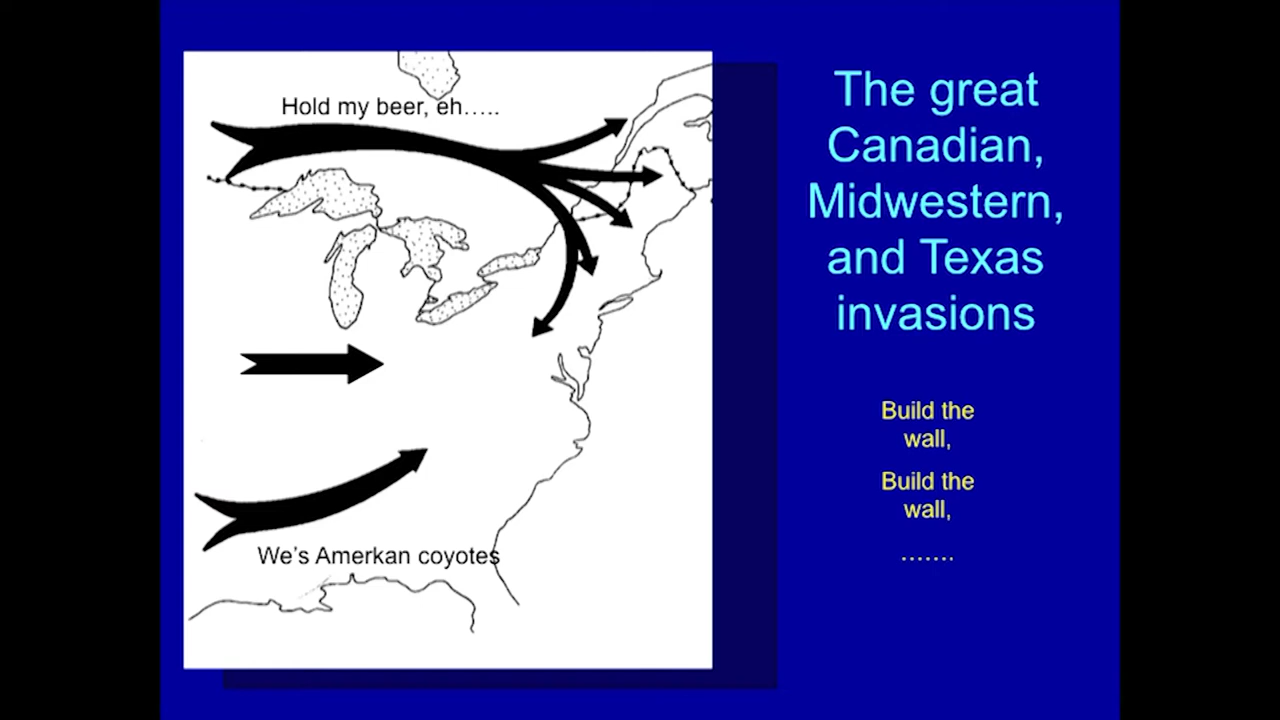 Hold my beer, eh…..
The great
Canadian,
Midwestern,
and Texas
invasions
Build the
wall,
Build the
wall,
.......
We's Amerkan coyotes